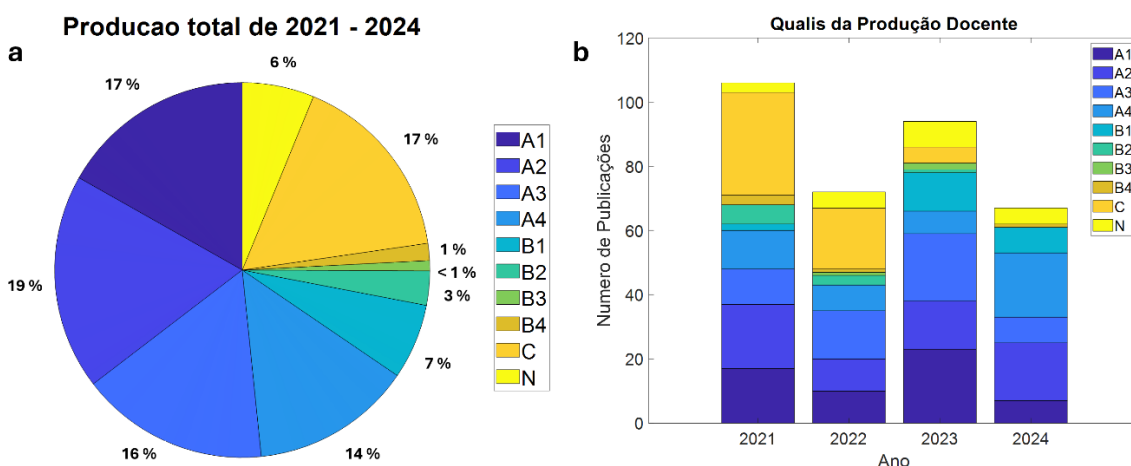 Producao total de 2021 - 2024
a
17 %
6 %
17 %
1 %
< 1 %
3 %
7 %
14 %
16 %
19 %
A1
A2
A3
A4
B1
B2
B3
B4
C
N
b
Qualis da Produção Docente
Numero de Publicações
120
100
80
60
40
20
0
2021
2022
2023
2024
Ano
A1
A2
A3
A4
B1
B2
B3
B4
C
N